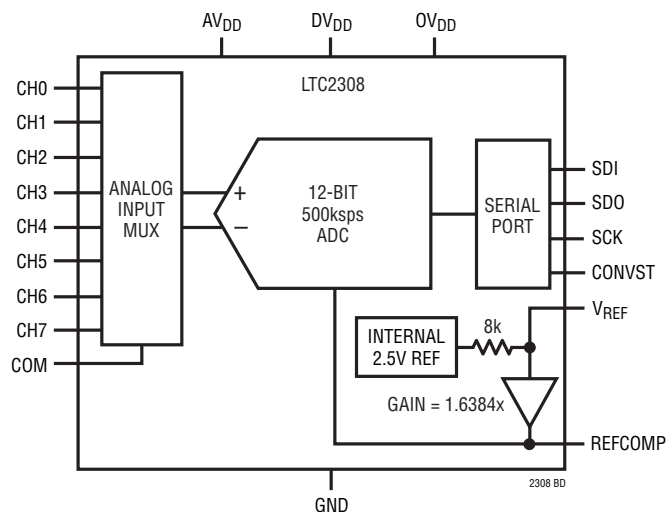 AVDD DVDD OVDD
LTC2308
CH0
CH1
CH2
CH3
CH4
CH5
CH6
CH7
COM
ANALOG
INPUT
MUX
+
–
12-BIT
500ksps
ADC
SERIAL
PORT
SDI
SDO
SCK
CONVST
VREF
INTERNAL
2.5V REF
8k
GAIN = 1.6384x
REFCOMP
2308 BD
GND